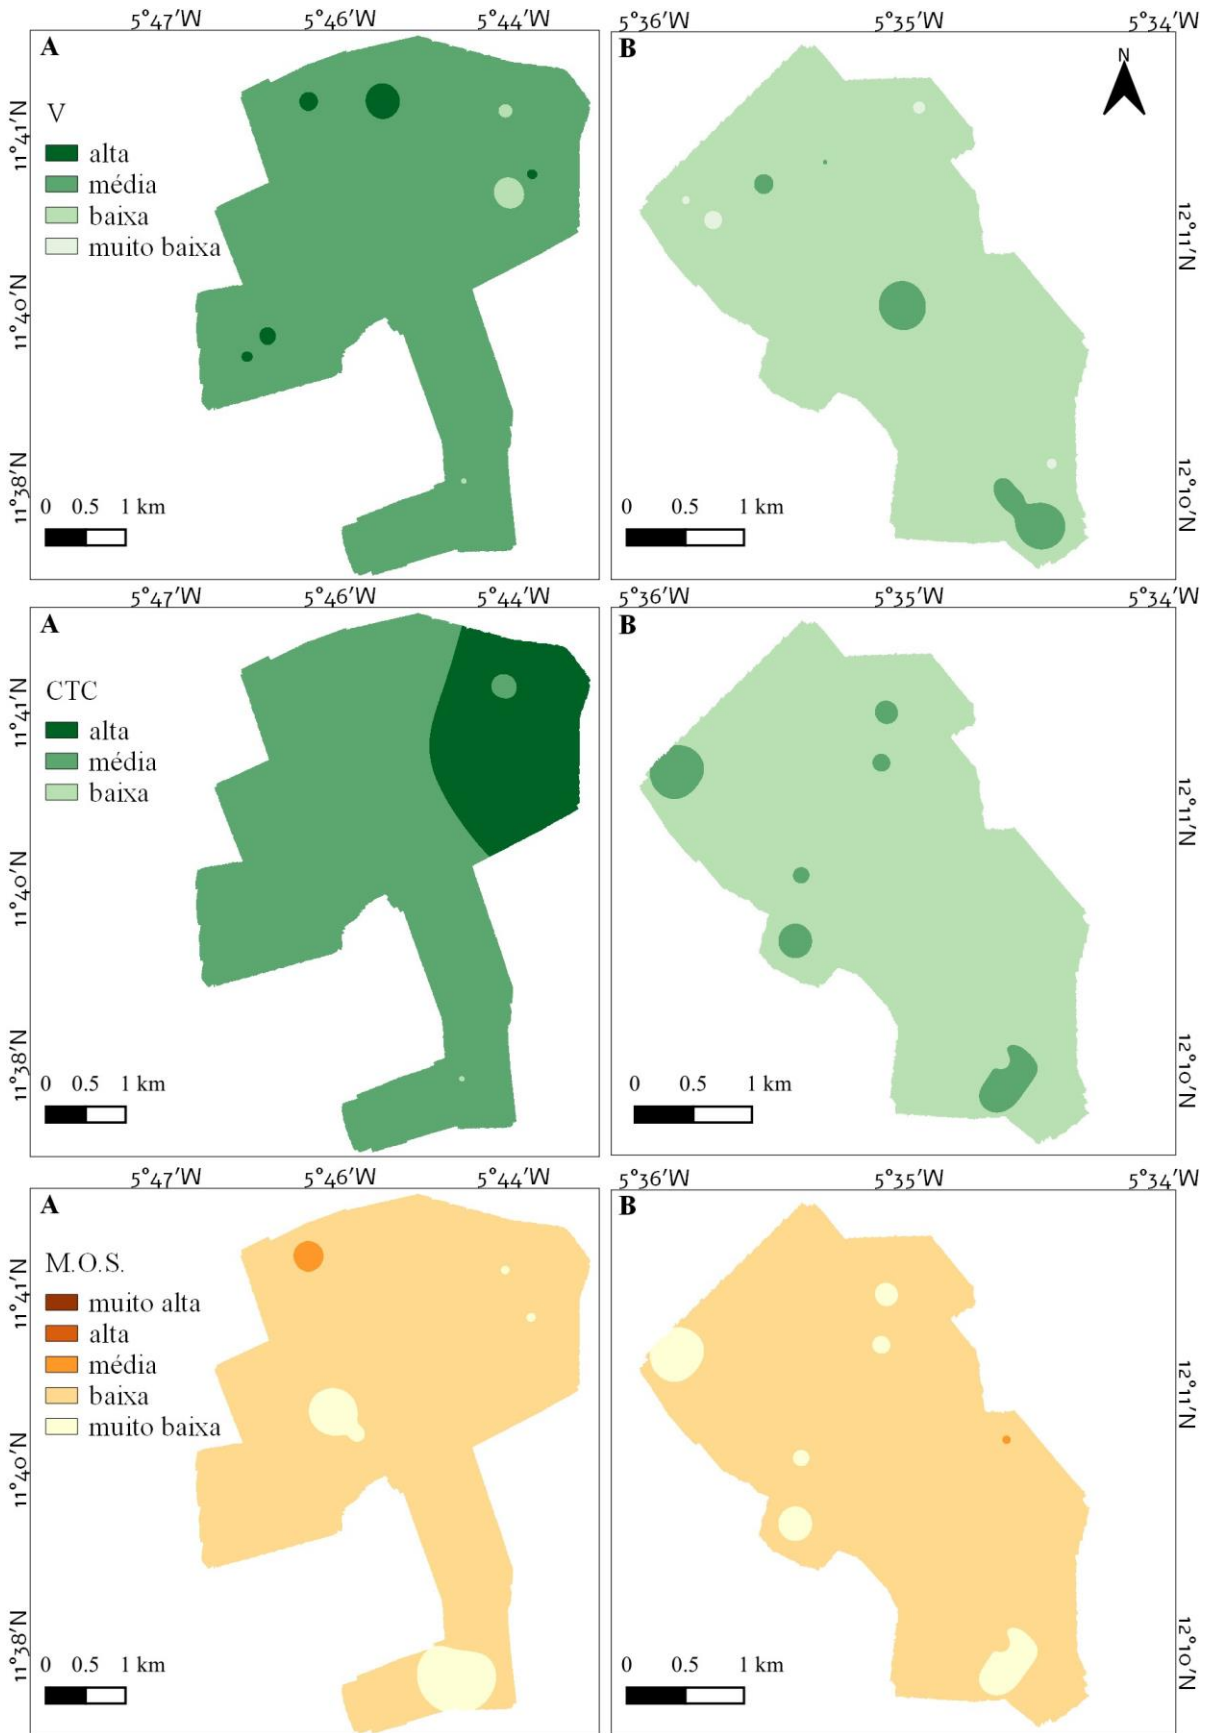 5°47'W 5°46'W 5°44'W
A
V
alta
média
baixa
muito baixa
11°41'N
11°40'N
11°38'N
0 0.5 1 km
5°36'W 5°35'W 5°34'W
B
N
12°11'N
12°10'N
0 0.5 1 km
5°47'W 5°46'W 5°44'W
A
CTC
alta
média
baixa
11°41'N
11°40'N
11°38'N
0 0.5 1 km
5°36'W 5°35'W 5°34'W
B
12°11'N
12°10'N
0 0.5 1 km
5°47'W 5°46'W 5°44'W
A
M.O.S.
muito alta
alta
média
baixa
muito baixa
11°41'N
11°40'N
11°38'N
0 0.5 1 km
5°36'W 5°35'W 5°34'W
B
12°11'N
12°10'N
0 0.5 1 km